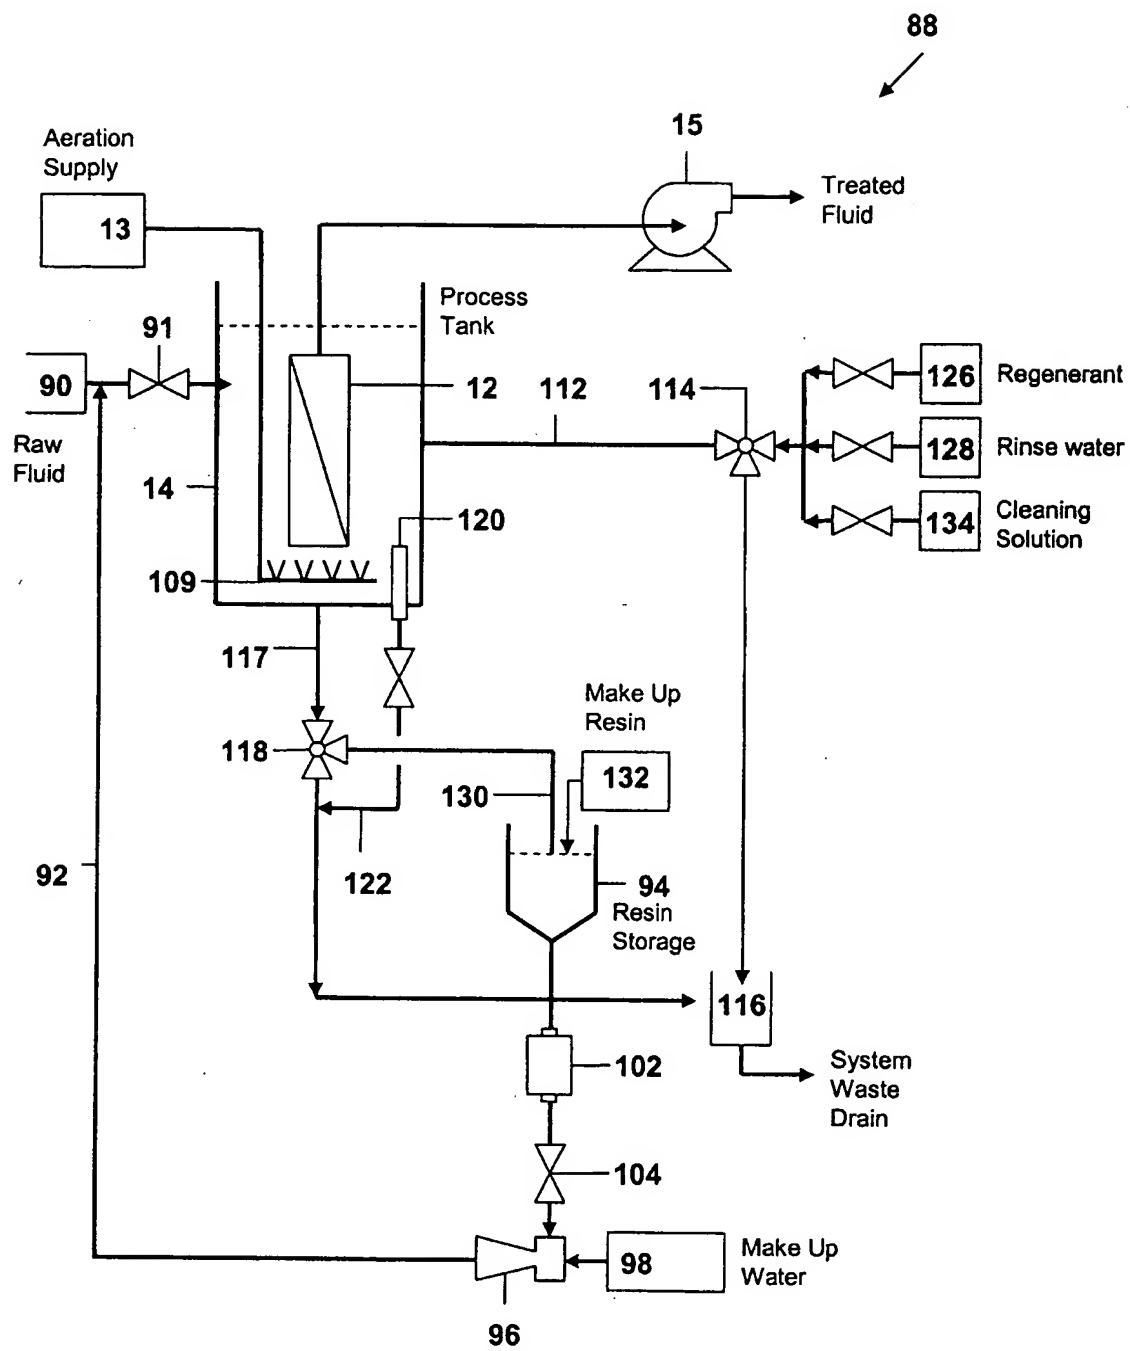 88
15
Aeration
Supply
13
Treated
Fluid
Process
Tank
91
90
Raw
Fluid
12
112
114
126
Regenerant
128
Rinse water
134
Cleaning
Solution
14
120
109
117
118
Make Up
Resin
132
130
122
92
94
Resin
Storage
116
System
Waste
Drain
102
104
98
Make Up
Water
96